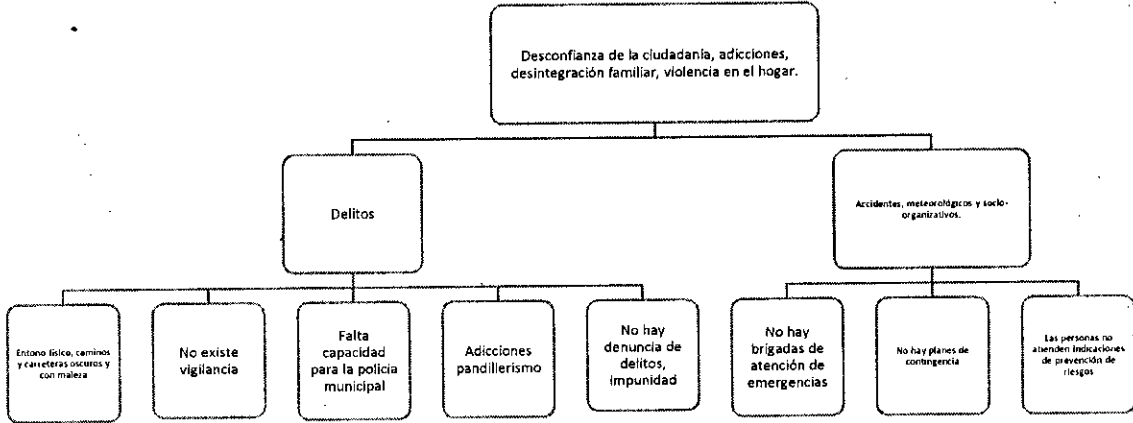 Desconfianza de la ciudadanía, adicciones,
desintegración familiar, violencia en el hogar.
Delitos
Accidentes, meteorológicos y socio-
organizativos.
Entono físico, caminos
y carreteras oscuros y
con maleza
No existe
vigilancia
Falta
capacidad
para la policía
municipal
Adicciones
pandillerismo
No hay
denuncia de
delitos,
impunidad
No hay
brigadas de
atención de
emergencias
No hay planes de
contingencia
Las personas no
atienden indicaciones
de prevención de
riesgos